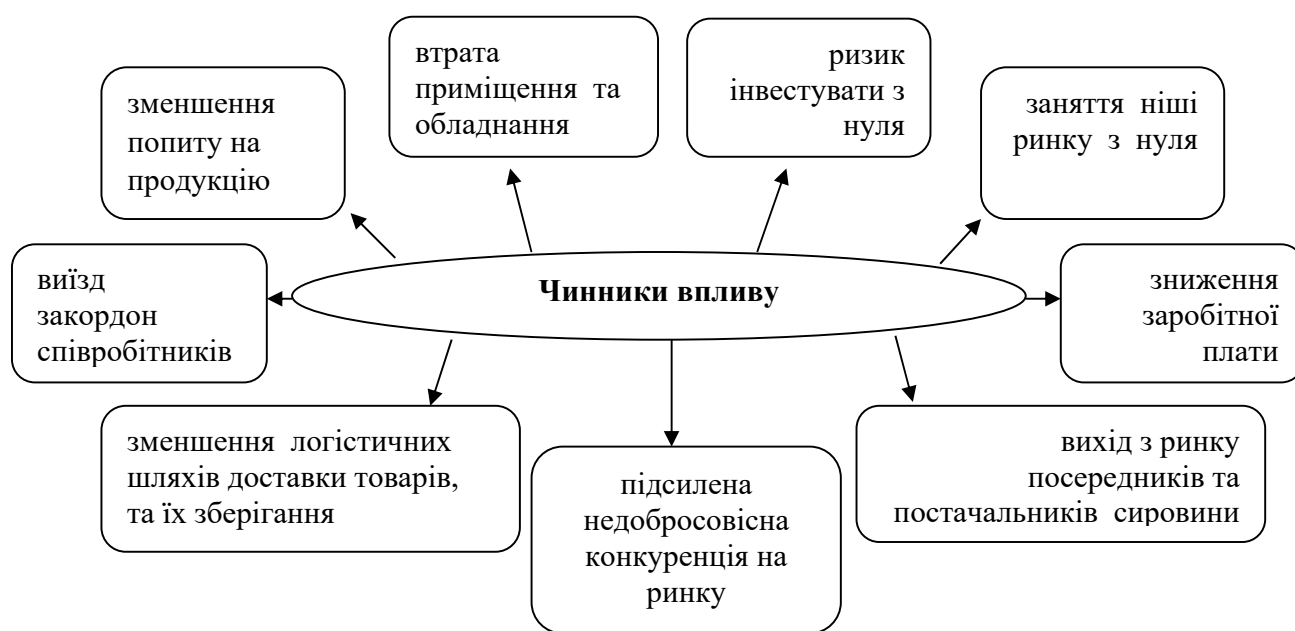 втрата
приміщення та
обладнання
ризик
інвестувати з
нуля
зменшення
попиту на
продукцію
заняття ніші
ринку з нуля
виїзд
закордон
співробітників
Чинники впливу
зниження
заробітної
плати
зменшення логістичних
шляхів доставки товарів,
та їх зберігання
підсилена
недобросовісна
конкуренція на
ринку
вихід з ринку
посередників та
постачальників сировини